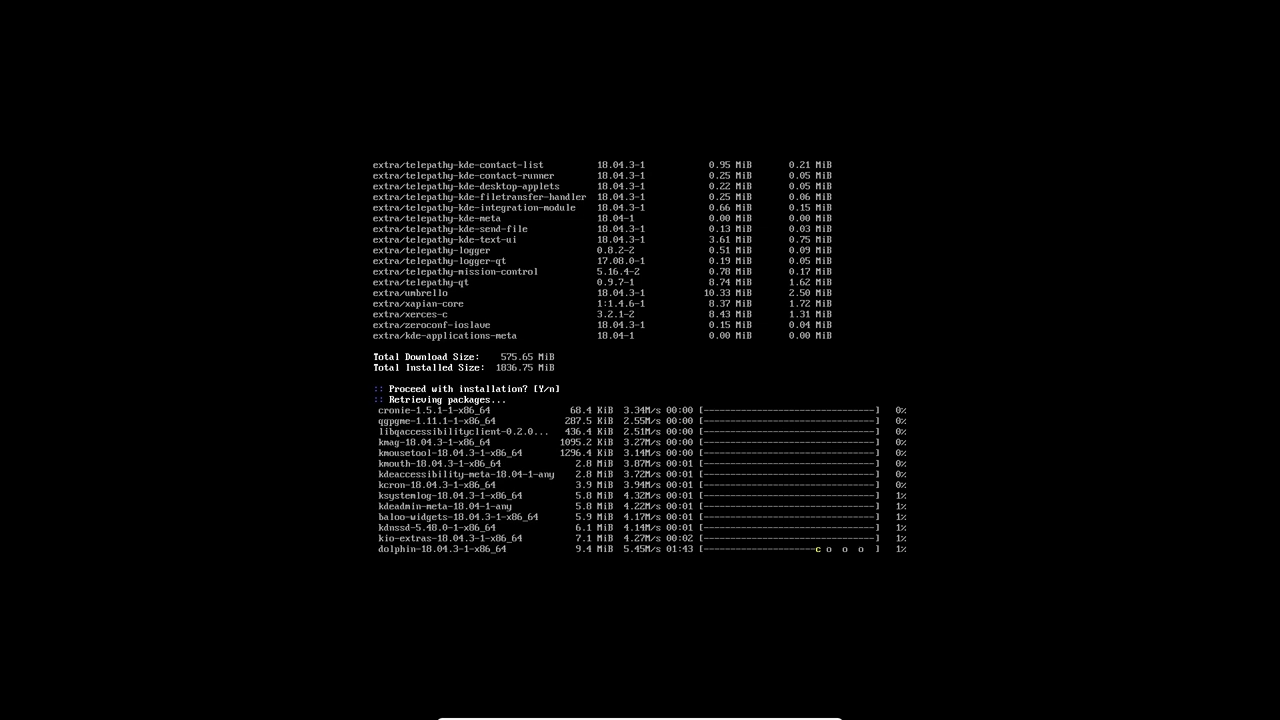 extra/telepathy-kde-contact-list 18.04.3-1 0.95 MiB 0.21 MiB
extra/telepathy-kde-contact-runner 18.04.3-1 0.25 MiB 0.05 MiB
extra/telepathy-kde-desktop-applets 18.04.3-1 0.22 MiB 0.05 MiB
extra/telepathy-kde-filetransfer-handler 18.04.3-1 0.25 MiB 0.06 MiB
extra/telepathy-kde-integration-module 18.04.3-1 0.66 MiB 0.15 MiB
extra/telepathy-kde-meta 18.04-1 0.00 MiB 0.00 MiB
extra/telepathy-kde-send-file 18.04.3-1 0.13 MiB 0.03 MiB
extra/telepathy-kde-text-ui 18.04.3-1 3.61 MiB 0.75 MiB
extra/telepathy-logger 0.8.2-2 0.51 MiB 0.09 MiB
extra/telepathy-logger-qt 17.08.0-1 0.19 MiB 0.05 MiB
extra/telepathy-mission-control 5.16.4-2 0.78 MiB 0.17 MiB
extra/telepathy-qt 0.9.7-1 8.74 MiB 1.62 MiB
extra/umbrello 18.04.3-1 10.33 MiB 2.50 MiB
extra/xapian-core 1:1.4.6-1 8.37 MiB 1.72 MiB
extra/xerces-c 3.2.1-2 8.43 MiB 1.31 MiB
extra/zeroconf-ioslave 18.04.3-1 0.15 MiB 0.04 MiB
extra/kde-applications-meta 18.04-1 0.00 MiB 0.00 MiB
Total Download Size: 575.65 MiB
Total Installed Size: 1836.75 MiB
:: Proceed with installation? [Y/n]
:: Retrieving packages...
cronie-1.5.1-1-x86_64 68.4 KiB 3.34M/s 00:00 [--------------------------------] 0%
qgpgme-1.11.1-1-x86_64 287.5 KiB 2.55M/s 00:00 [--------------------------------] 0%
libqaccessibilityclient-0.2.0... 436.4 KiB 2.51M/s 00:00 [--------------------------------] 0%
kmag-18.04.3-1-x86_64 1095.2 KiB 3.27M/s 00:00 [--------------------------------] 0%
kmousetool-18.04.3-1-x86_64 1296.4 KiB 3.14M/s 00:00 [--------------------------------] 0%
kmouth-18.04.3-1-x86_64 2.8 MiB 3.87M/s 00:01 [--------------------------------] 0%
kdeaccessibility-meta-18.04-1-any 2.8 MiB 3.72M/s 00:01 [--------------------------------] 0%
kcron-18.04.3-1-x86_64 3.9 MiB 3.94M/s 00:01 [--------------------------------] 0%
ksystemlog-18.04.3-1-x86_64 5.8 MiB 4.32M/s 00:01 [--------------------------------] 1%
kdeadmin-meta-18.04-1-any 5.8 MiB 4.22M/s 00:01 [--------------------------------] 1%
baloo-widgets-18.04.3-1-x86_64 5.9 MiB 4.17M/s 00:01 [--------------------------------] 1%
kdnssd-5.48.0-1-x86_64 6.1 MiB 4.14M/s 00:01 [--------------------------------] 1%
kio-extras-18.04.3-1-x86_64 7.1 MiB 4.27M/s 00:02 [--------------------------------] 1%
dolphin-18.04.3-1-x86_64 9.4 MiB 5.45M/s 01:43 [---------------------c o  o  o  ] 1%